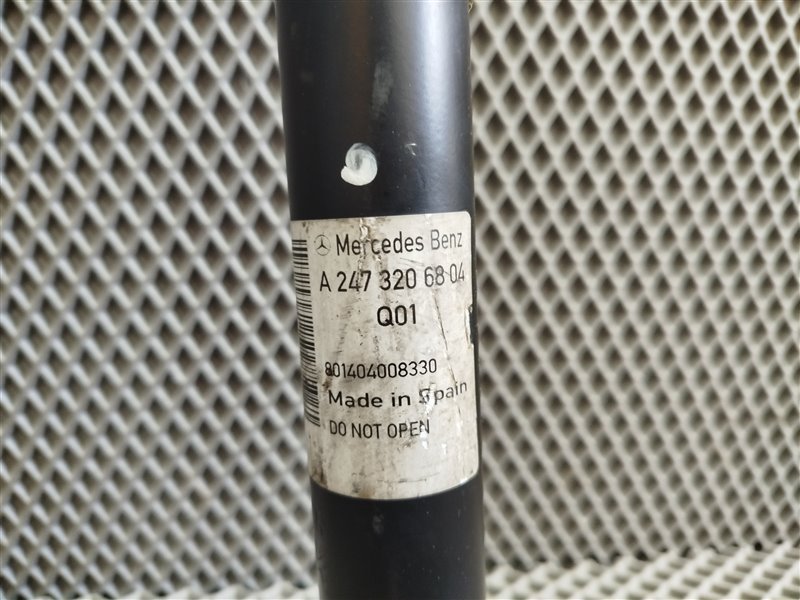 Mercedes Benz
A 247 320 68 04
Q01
801404008330
Made in Spain
DO NOT OPEN